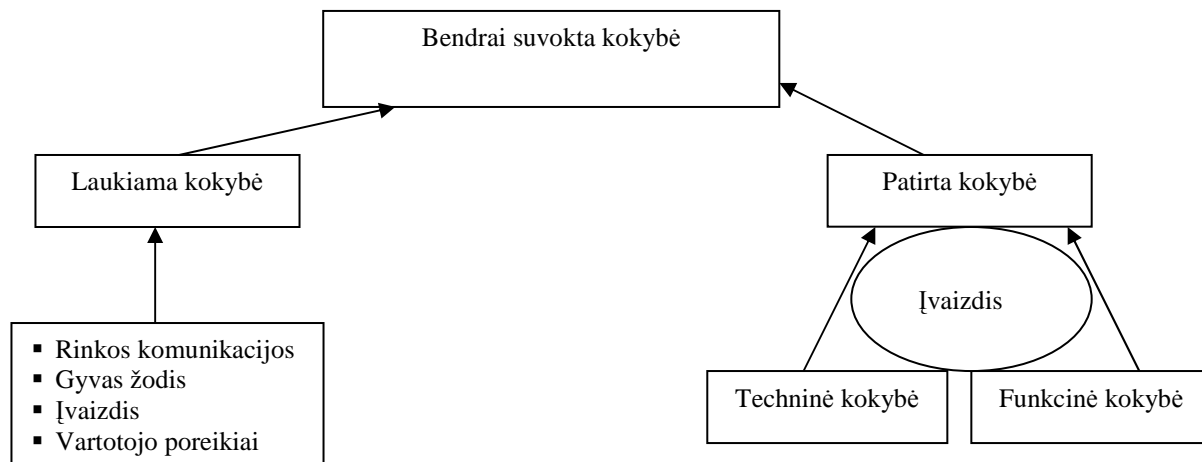 Bendrai suvokta kokybė
Laukiama kokybė
Patirta kokybė
Įvaizdis
▪ Rinkos komunikacijos
▪ Gyvas žodis
▪ Įvaizdis
▪ Vartotojo poreikiai
Techninė kokybė
Funkcinė kokybė